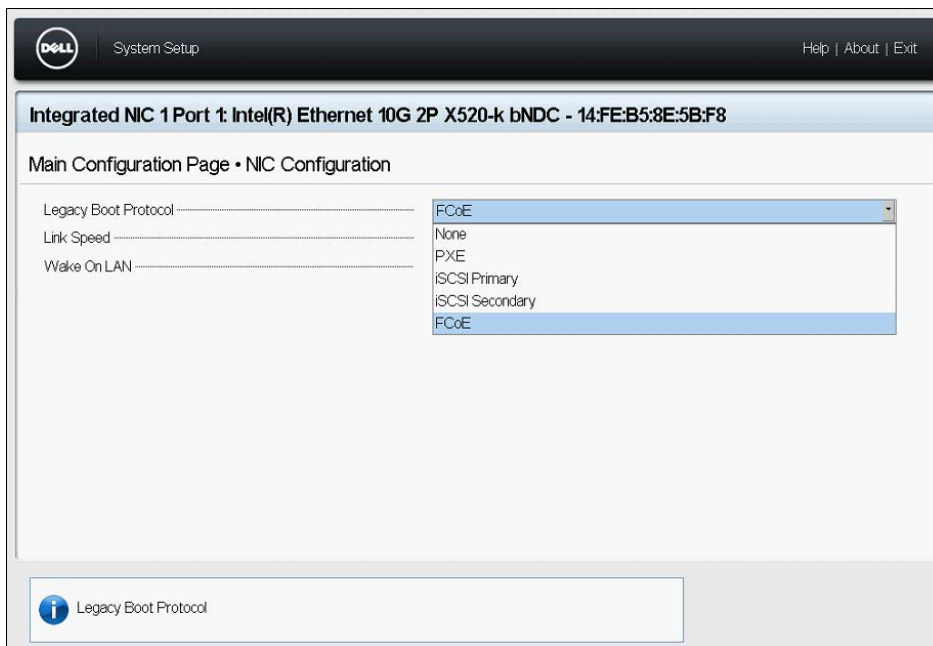 DELL
System Setup
Help | About | Exit
Integrated NIC 1 Port 1: Intel(R) Ethernet 10G 2P X520-k bNDC - 14:FE:B5:8E:5B:F8
Main Configuration Page • NIC Configuration
Legacy Boot Protocol
FCoE
Link Speed
None
PXE
Wake On LAN
iSCSI Primary
iSCSI Secondary
FCoE
Legacy Boot Protocol